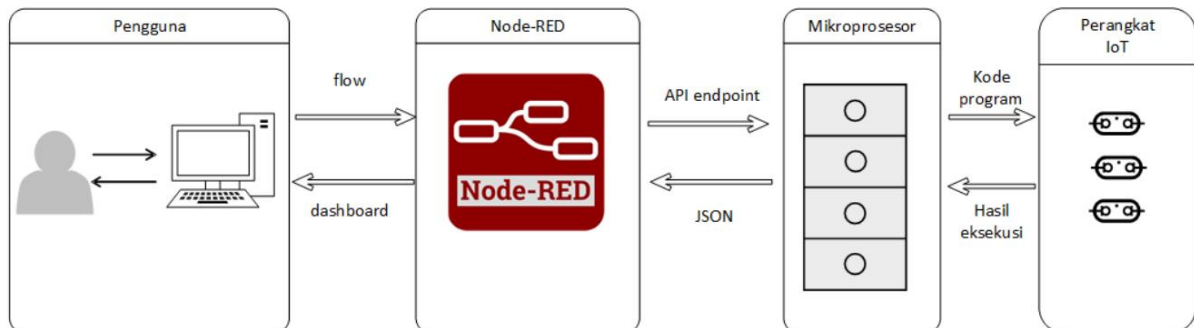 Pengguna
Node-RED
Mikroprosesor
Perangkat
IoT
flow
dashboard
Node-RED
API endpoint
JSON
Kode
program
Hasil
eksekusi